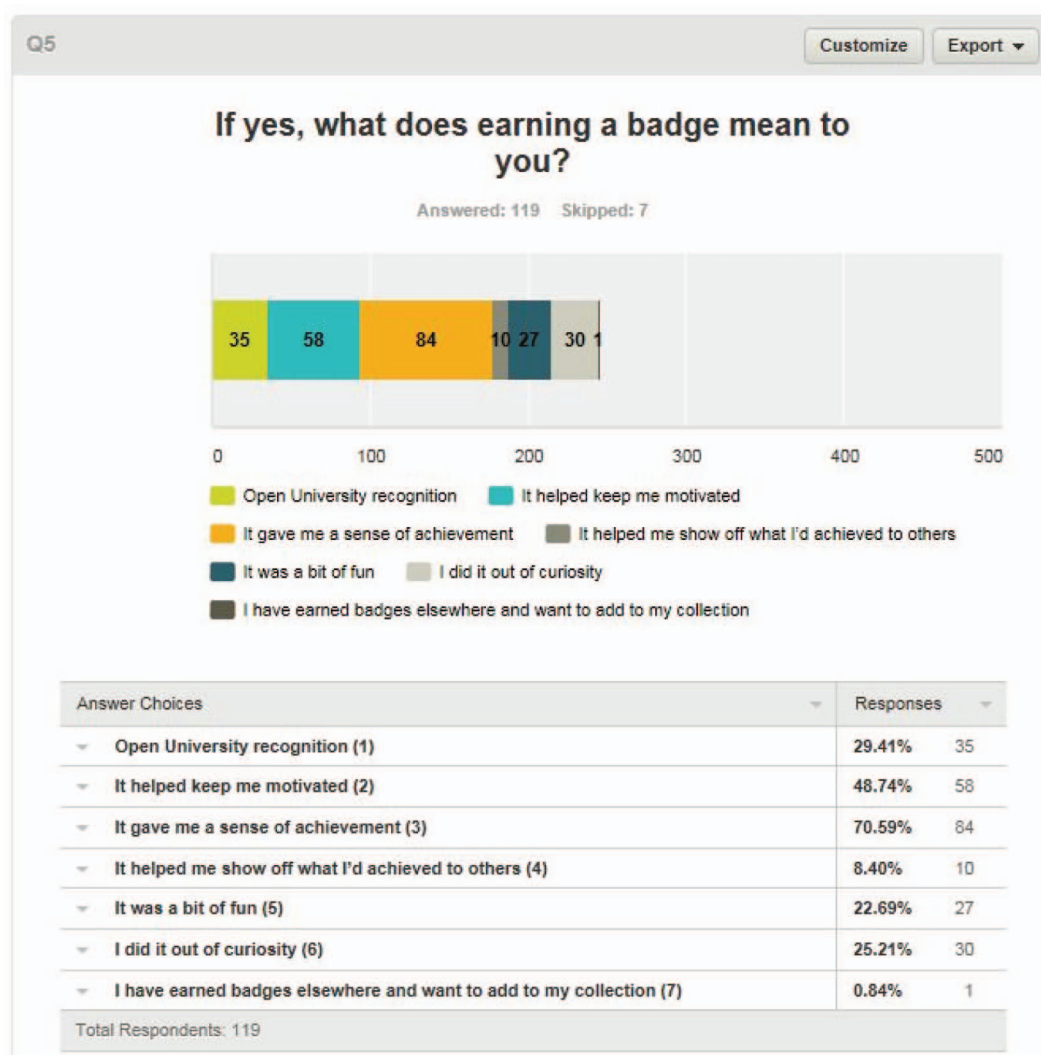 Q5
Customize
Export
If yes, what does earning a badge mean to
you?
Answered: 119 Skipped: 7
35 58 84 10 27 30 1
0 100 200 300 400 500
Open University recognition It helped keep me motivated
It gave me a sense of achievement It helped me show off what I'd achieved to others
It was a bit of fun I did it out of curiosity
I have earned badges elsewhere and want to add to my collection
Answer Choices Responses
Open University recognition (1) 29.41% 35
It helped keep me motivated (2) 48.74% 58
It gave me a sense of achievement (3) 70.59% 84
It helped me show off what I'd achieved to others (4) 8.40% 10
It was a bit of fun (5) 22.69% 27
I did it out of curiosity (6) 25.21% 30
I have earned badges elsewhere and want to add to my collection (7) 0.84% 1
Total Respondents: 119